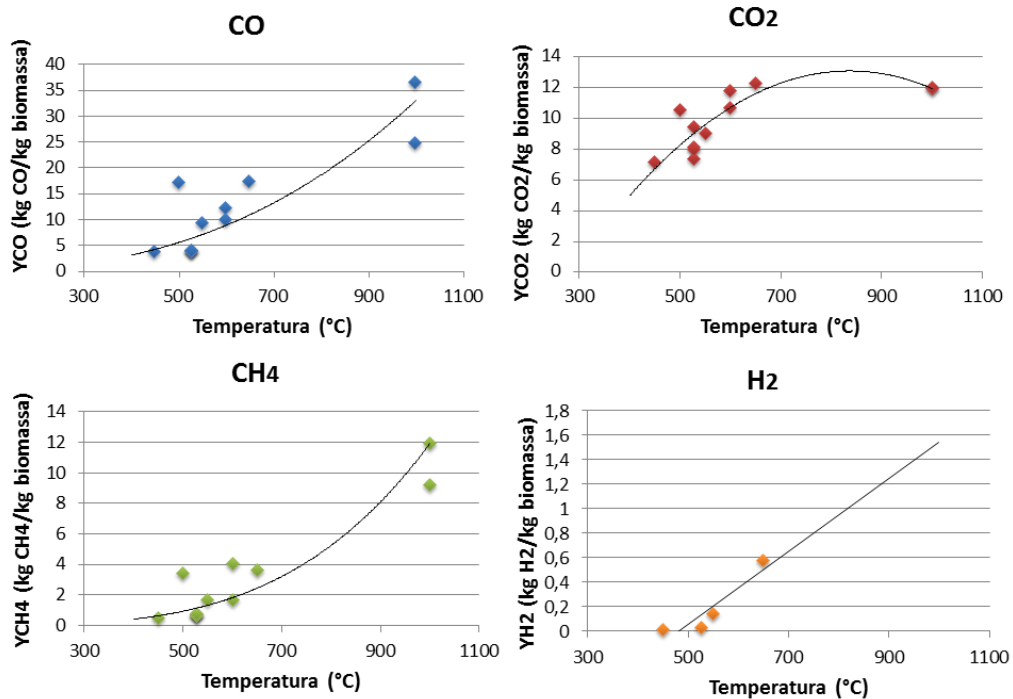 CO
YCO (kg CO/kg biomassa)
40
35
30
25
20
15
10
5
0
300 500 700 900 1100
Temperatura (°C)
CO2
YCO2 (kg CO2/kg biomassa)
14
12
10
8
6
4
2
0
300 500 700 900 1100
Temperatura (°C)
CH4
YCH4 (kg CH4/kg biomassa)
14
12
10
8
6
4
2
0
300 500 700 900 1100
Temperatura (°C)
H2
YH2 (kg H2/kg biomassa)
1,8
1,6
1,4
1,2
1
0,8
0,6
0,4
0,2
0
300 500 700 900 1100
Temperatura (°C)